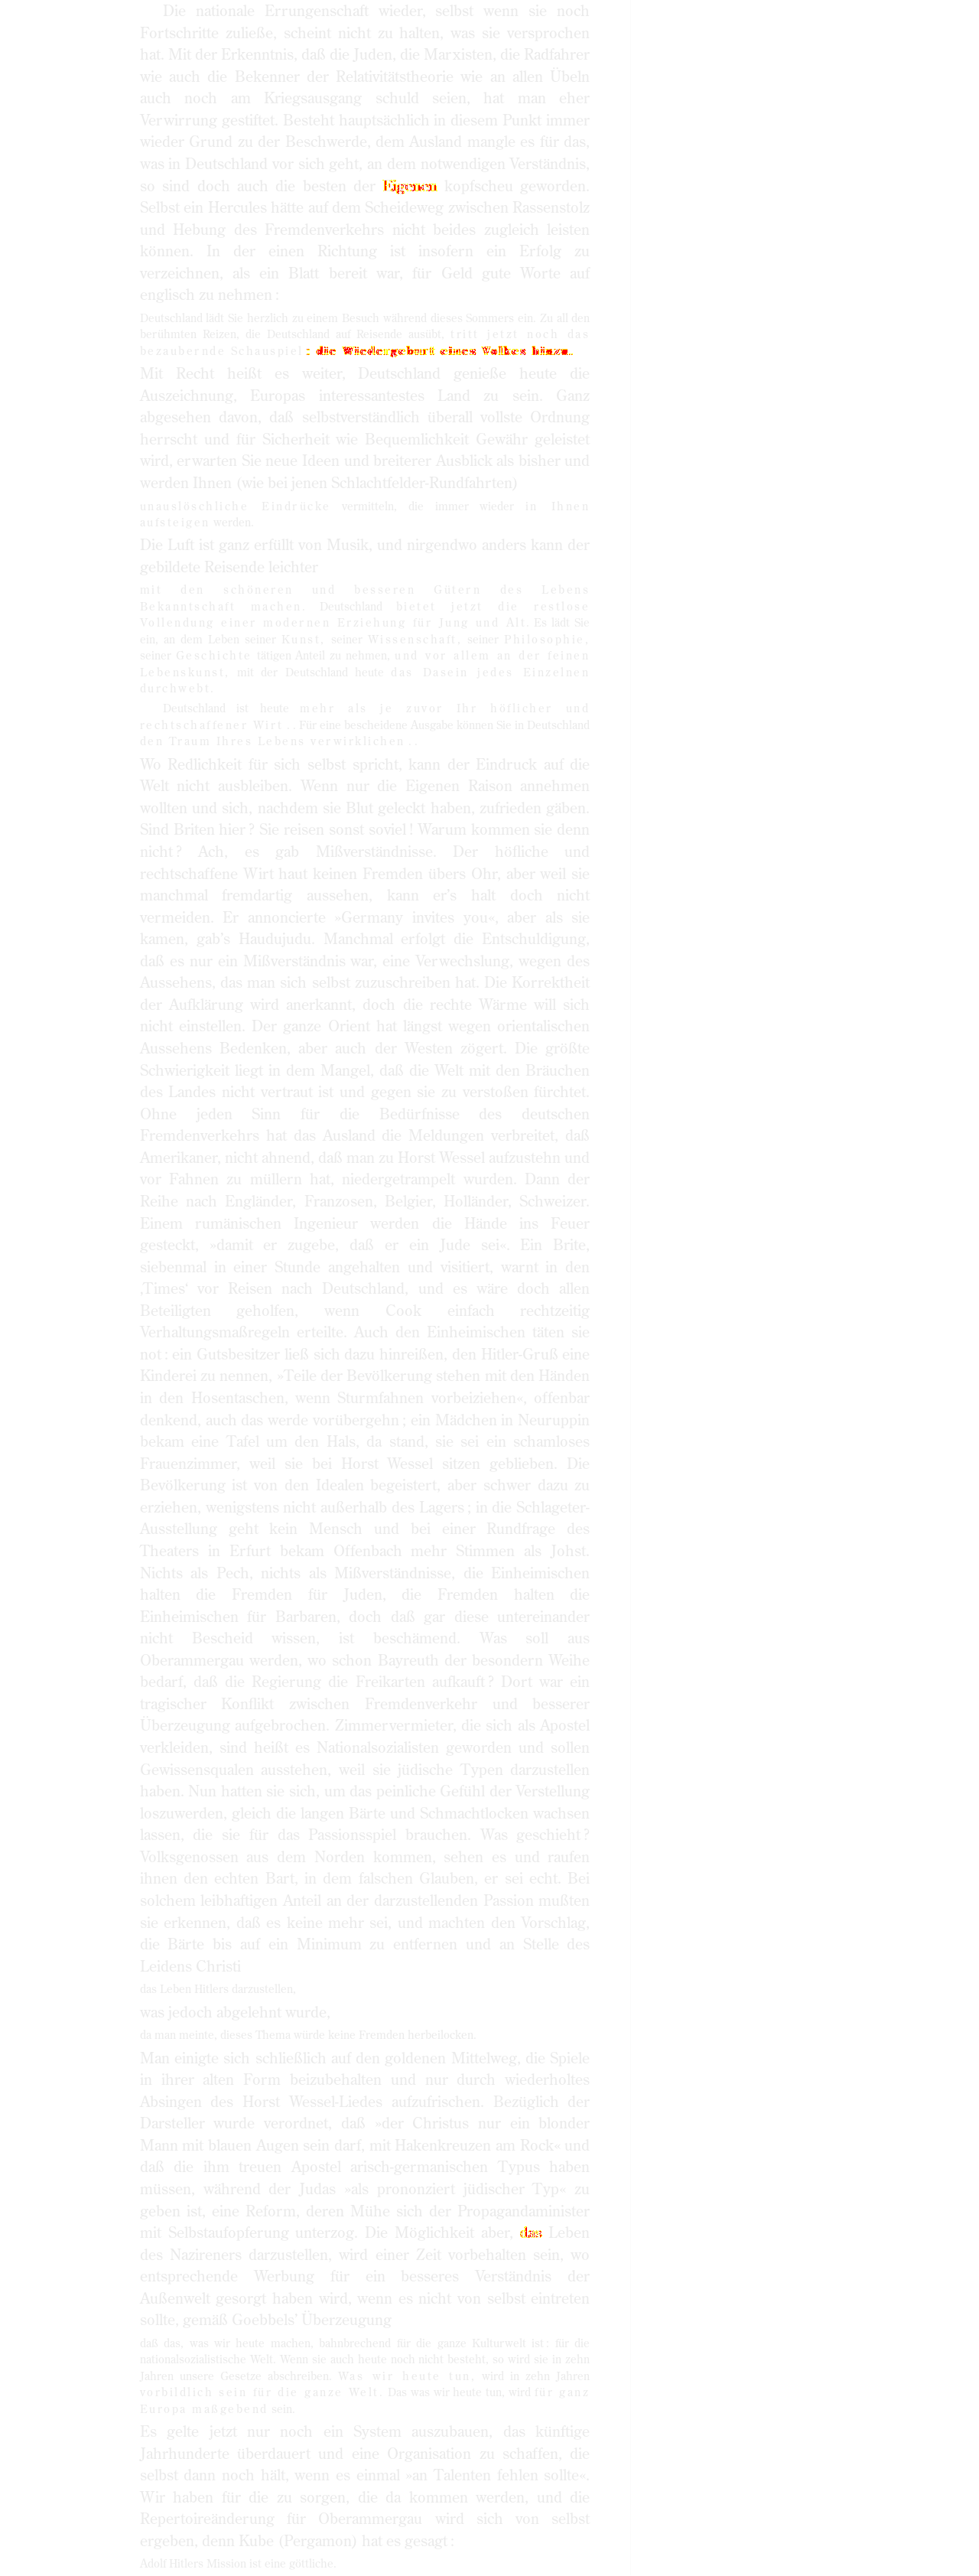 Die nationale Errungenschaft wieder, selbst wenn sie noch
Fortschritte zuließe, scheint nicht zu halten, was sie versprochen
hat. Mit der Erkenntnis, daß die Juden, die Marxisten, die Radfahrer
wie auch die Bekenner der Relativitätstheorie wie an allen Übeln
auch noch am Kriegsausgang schuld seien, hat man eher
Verwirrung gestiftet. Besteht hauptsächlich in diesem Punkt immer
wieder Grund zu der Beschwerde, dem Ausland mangle es für das,
was in Deutschland vor sich geht, an dem notwendigen Verständnis,
so sind doch auch die besten der Eigenen kopfscheu geworden.
Selbst ein Hercules hätte auf dem Scheideweg zwischen Rassenstolz
und Hebung des Fremdenverkehrs nicht beides zugleich leisten
können. In der einen Richtung ist insofern ein Erfolg zu
verzeichnen, als ein Blatt bereit war, für Geld gute Worte auf
englisch zu nehmen :
Deutschland lädt Sie herzlich zu einem Besuch während dieses Sommers ein. Zu all den
berühmten Reizen, die Deutschland auf Reisende ausübt, tritt jetzt noch das
bezaubernde Schauspiel : die Wiedergeburt eines Volkes hinzu.
Mit Recht heißt es weiter, Deutschland genieße heute die
Auszeichnung, Europas interessantestes Land zu sein. Ganz
abgesehen davon, daß selbstverständlich überall vollste Ordnung
herrscht und für Sicherheit wie Bequemlichkeit Gewähr geleistet
wird, erwarten Sie neue Ideen und breiterer Ausblick als bisher und
werden Ihnen (wie bei jenen Schlachtfelder-Rundfahrten)
unauslöschliche Eindrücke vermitteln, die immer wieder in Ihnen
aufsteigen werden.
Die Luft ist ganz erfüllt von Musik, und nirgendwo anders kann der
gebildete Reisende leichter
mit den schöneren und besseren Gütern des Lebens
Bekanntschaft machen. Deutschland bietet jetzt die restlose
Vollendung einer modernen Erziehung für Jung und Alt. Es lädt Sie
ein, an dem Leben seiner Kunst, seiner Wissenschaft, seiner Philosophie,
seiner Geschichte tätigen Anteil zu nehmen, und vor allem an der feinen
Lebenskunst, mit der Deutschland heute das Dasein jedes Einzelnen
durchwebt.
Deutschland ist heute mehr als je zuvor Ihr höflicher und
rechtschaffener Wirt . . Für eine bescheidene Ausgabe können Sie in Deutschland
den Traum Ihres Lebens verwirklichen . .
Wo Redlichkeit für sich selbst spricht, kann der Eindruck auf die
Welt nicht ausbleiben. Wenn nur die Eigenen Raison annehmen
wollten und sich, nachdem sie Blut geleckt haben, zufrieden gäben.
Sind Briten hier ? Sie reisen sonst soviel ! Warum kommen sie denn
nicht ? Ach, es gab Mißverständnisse. Der höfliche und
rechtschaffene Wirt haut keinen Fremden übers Ohr, aber weil sie
manchmal fremdartig aussehen, kann er's halt doch nicht
vermeiden. Er annoncierte »Germany invites you«, aber als sie
kamen, gab's Haudujudu. Manchmal erfolgt die Entschuldigung,
daß es nur ein Mißverständnis war, eine Verwechslung, wegen des
Aussehens, das man sich selbst zuzuschreiben hat. Die Korrektheit
der Aufklärung wird anerkannt, doch die rechte Wärme will sich
nicht einstellen. Der ganze Orient hat längst wegen orientalischen
Aussehens Bedenken, aber auch der Westen zögert. Die größte
Schwierigkeit liegt in dem Mangel, daß die Welt mit den Bräuchen
des Landes nicht vertraut ist und gegen sie zu verstoßen fürchtet.
Ohne jeden Sinn für die Bedürfnisse des deutschen
Fremdenverkehrs hat das Ausland die Meldungen verbreitet, daß
Amerikaner, nicht ahnend, daß man zu Horst Wessel aufzustehn und
vor Fahnen zu müllern hat, niedergetrampelt wurden. Dann der
Reihe nach Engländer, Franzosen, Belgier, Holländer, Schweizer.
Einem rumänischen Ingenieur werden die Hände ins Feuer
gesteckt, »damit er zugebe, daß er ein Jude sei«. Ein Brite,
siebenmal in einer Stunde angehalten und visitiert, warnt in den
‚Times‘ vor Reisen nach Deutschland, und es wäre doch allen
Beteiligten geholfen, wenn Cook einfach rechtzeitig
Verhaltungsmaßregeln erteilte. Auch den Einheimischen täten sie
not : ein Gutsbesitzer ließ sich dazu hinreißen, den Hitler-Gruß eine
Kinderei zu nennen, »Teile der Bevölkerung stehen mit den Händen
in den Hosentaschen, wenn Sturmfahnen vorbeiziehen«, offenbar
denkend, auch das werde vorübergehn ; ein Mädchen in Neuruppin
bekam eine Tafel um den Hals, da stand, sie sei ein schamloses
Frauenzimmer, weil sie bei Horst Wessel sitzen geblieben. Die
Bevölkerung ist von den Idealen begeistert, aber schwer dazu zu
erziehen, wenigstens nicht außerhalb des Lagers ; in die Schlageter-
Ausstellung geht kein Mensch und bei einer Rundfrage des
Theaters in Erfurt bekam Offenbach mehr Stimmen als Johst.
Nichts als Pech, nichts als Mißverständnisse, die Einheimischen
halten die Fremden für Juden, die Fremden halten die
Einheimischen für Barbaren, doch daß gar diese untereinander
nicht Bescheid wissen, ist beschämend. Was soll aus
Oberammergau werden, wo schon Bayreuth der besondern Weihe
bedarf, daß die Regierung die Freikarten aufkauft ? Dort war ein
tragischer Konflikt zwischen Fremdenverkehr und besserer
Überzeugung aufgebrochen. Zimmervermieter, die sich als Apostel
verkleiden, sind heißt es Nationalsozialisten geworden und sollen
Gewissensqualen ausstehen, weil sie jüdische Typen darzustellen
haben. Nun hatten sie sich, um das peinliche Gefühl der Verstellung
loszuwerden, gleich die langen Bärte und Schmachtlocken wachsen
lassen, die sie für das Passionsspiel brauchen. Was geschieht ?
Volksgenossen aus dem Norden kommen, sehen es und raufen
ihnen den echten Bart, in dem falschen Glauben, er sei echt. Bei
solchem leibhaftigen Anteil an der darzustellenden Passion mußten
sie erkennen, daß es keine mehr sei, und machten den Vorschlag,
die Bärte bis auf ein Minimum zu entfernen und an Stelle des
Leidens Christi
das Leben Hitlers darzustellen,
was jedoch abgelehnt wurde,
da man meinte, dieses Thema würde keine Fremden herbeilocken.
Man einigte sich schließlich auf den goldenen Mittelweg, die Spiele
in ihrer alten Form beizubehalten und nur durch wiederholtes
Absingen des Horst Wessel-Liedes aufzufrischen. Bezüglich der
Darsteller wurde verordnet, daß »der Christus nur ein blonder
Mann mit blauen Augen sein darf, mit Hakenkreuzen am Rock« und
daß die ihm treuen Apostel arisch-germanischen Typus haben
müssen, während der Judas »als prononziert jüdischer Typ« zu
geben ist, eine Reform, deren Mühe sich der Propagandaminister
mit Selbstaufopferung unterzog. Die Möglichkeit aber, das Leben
des Nazireners darzustellen, wird einer Zeit vorbehalten sein, wo
entsprechende Werbung für ein besseres Verständnis der
Außenwelt gesorgt haben wird, wenn es nicht von selbst eintreten
sollte, gemäß Goebbels' Überzeugung
daß das, was wir heute machen, bahnbrechend für die ganze Kulturwelt ist : für die
nationalsozialistische Welt. Wenn sie auch heute noch nicht besteht, so wird sie in zehn
Jahren unsere Gesetze abschreiben. Was wir heute tun, wird in zehn Jahren
vorbildlich sein für die ganze Welt. Das was wir heute tun, wird für ganz
Europa maßgebend sein.
Es gelte jetzt nur noch ein System auszubauen, das künftige
Jahrhunderte überdauert und eine Organisation zu schaffen, die
selbst dann noch hält, wenn es einmal »an Talenten fehlen sollte«.
Wir haben für die zu sorgen, die da kommen werden, und die
Repertoireänderung für Oberammergau wird sich von selbst
ergeben, denn Kube (Pergamon) hat es gesagt :
Adolf Hitlers Mission ist eine göttliche.